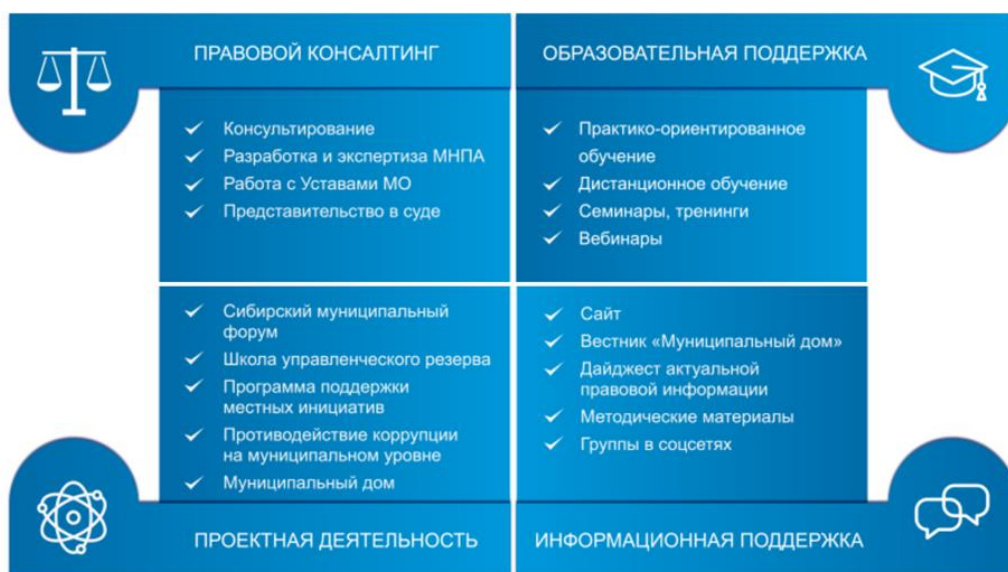 ПРАВОВОЙ КОНСАЛТИНГ
Консультирование
Разработка и экспертиза МНПА
Работа с Уставами МО
Представительство в суде
ОБРАЗОВАТЕЛЬНАЯ ПОДДЕРЖКА
Практико-ориентированное
обучение
Дистанционное обучение
Семинары, тренинги
Вебинары
Сибирский муниципальный
форум
Школа управленческого резерва
Программа поддержки
местных инициатив
Противодействие коррупции
на муниципальном уровне
Муниципальный дом
ПРОЕКТНАЯ ДЕЯТЕЛЬНОСТЬ
Сайт
Вестник «Муниципальный дом»
Дайджест актуальной
правовой информации
Методические материалы
Группы в соцсетях
ИНФОРМАЦИОННАЯ ПОДДЕРЖКА